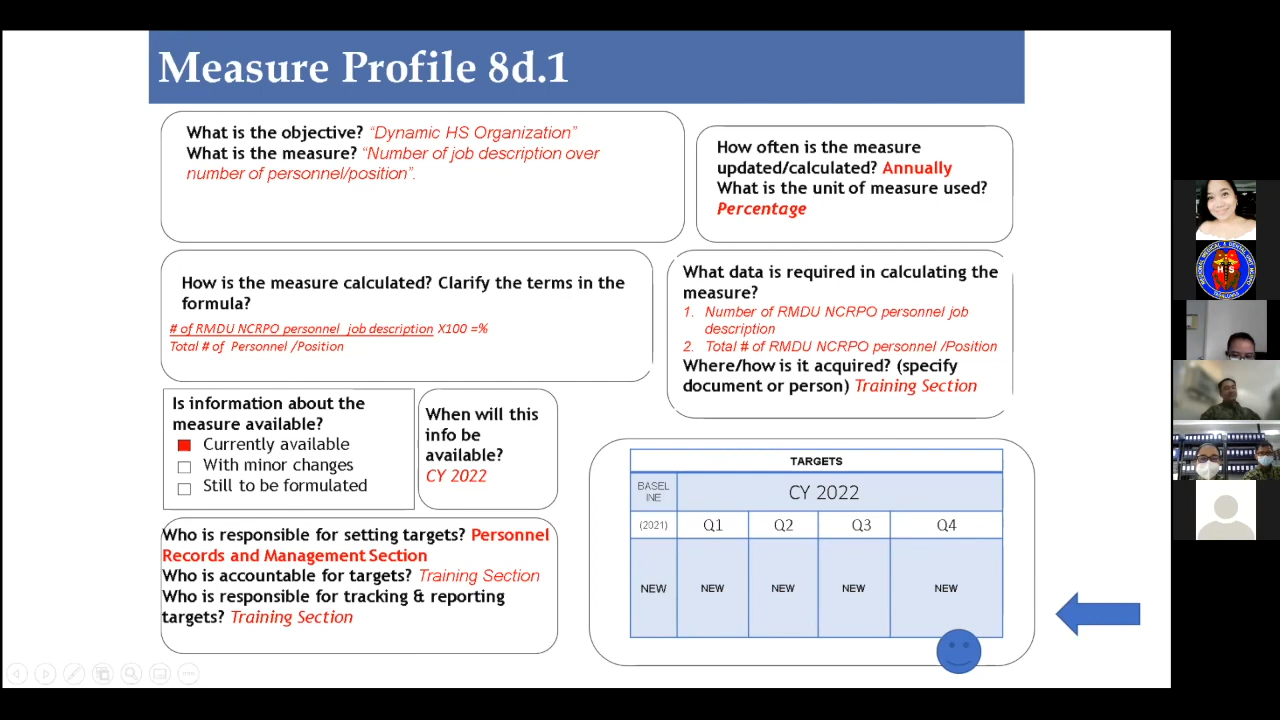 Measure Profile 8d.1
What is the objective? “Dynamic HS Organization”
What is the measure? “Number of job description over
number of personnel/position”.
How often is the measure
updated/calculated? Annually
What is the unit of measure used?
Percentage
How is the measure calculated? Clarify the terms in the
formula?
# of RMDU NCRPO personnel job description X100 =%
Total # of Personnel /Position
What data is required in calculating the
measure?
1. Number of RMDU NCRPO personnel job
description
2. Total # of RMDU NCRPO personnel /Position
Where/how is it acquired? (specify
document or person) Training Section
Is information about the
measure available?
Currently available
With minor changes
Still to be formulated
When will this
info be
available?
CY 2022
Who is responsible for setting targets? Personnel
Records and Management Section
Who is accountable for targets? Training Section
Who is responsible for tracking & reporting
targets? Training Section
TARGETS
BASEL
INE
CY 2022
(2021) Q1 Q2 Q3 Q4
NEW NEW NEW NEW NEW